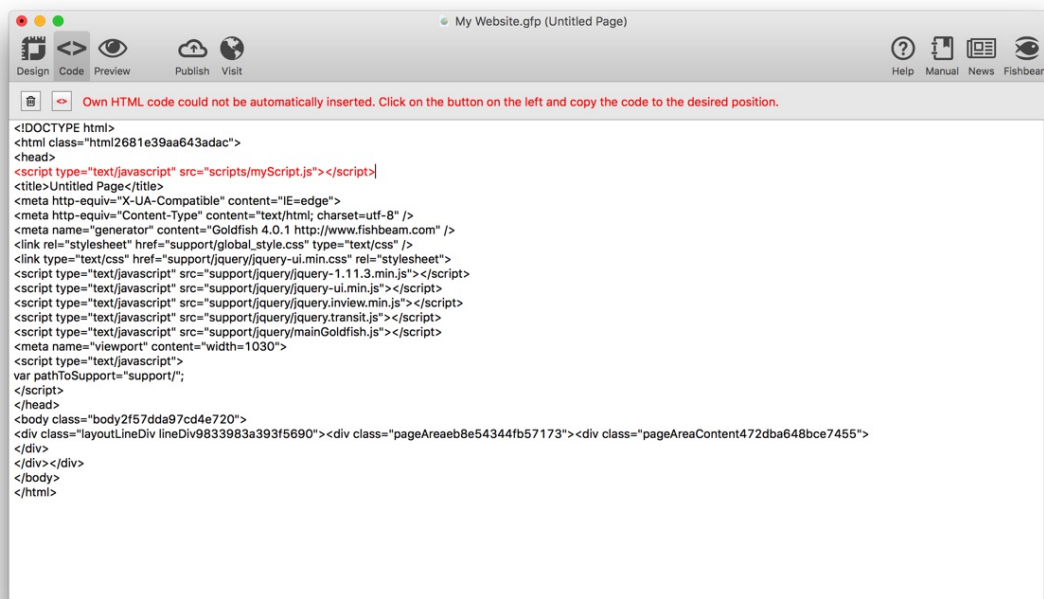 My Website.gfp (Untitled Page)
Design Code Preview Publish Visit Help Manual News Fishbeam
Own HTML code could not be automatically inserted. Click on the button on the left and copy the code to the desired position.
<!DOCTYPE html>
<html class="html2681e39aa643adac">
<head>
<script type="text/javascript" src="scripts/myScript.js"></script>
<title>Untitled Page</title>
<meta http-equiv="X-UA-Compatible" content="IE=edge">
<meta http-equiv="Content-Type" content="text/html; charset=utf-8" />
<meta name="generator" content="Goldfish 4.0.1 http://www.fishbeam.com" />
<link rel="stylesheet" href="support/global_style.css" type="text/css" />
<link type="text/css" href="support/jquery/jquery-ui.min.css" rel="stylesheet">
<script type="text/javascript" src="support/jquery/jquery-1.11.3.min.js"></script>
<script type="text/javascript" src="support/jquery/jquery-ui.min.js"></script>
<script type="text/javascript" src="support/jquery/jquery.inview.min.js"></script>
<script type="text/javascript" src="support/jquery/jquery.transit.js"></script>
<script type="text/javascript" src="support/jquery/mainGoldfish.js"></script>
<meta name="viewport" content="width=1030">
<script type="text/javascript">
var pathToSupport="support/";
</script>
</head>
<body class="body2f57dda97cd4e720">
<div class="layoutLineDiv lineDiv9833983a393f5690"><div class="pageAreaeb8e54344fb57173"><div class="pageAreaContent472dba648bce7455">
</div>
</div></div>
</body>
</html>